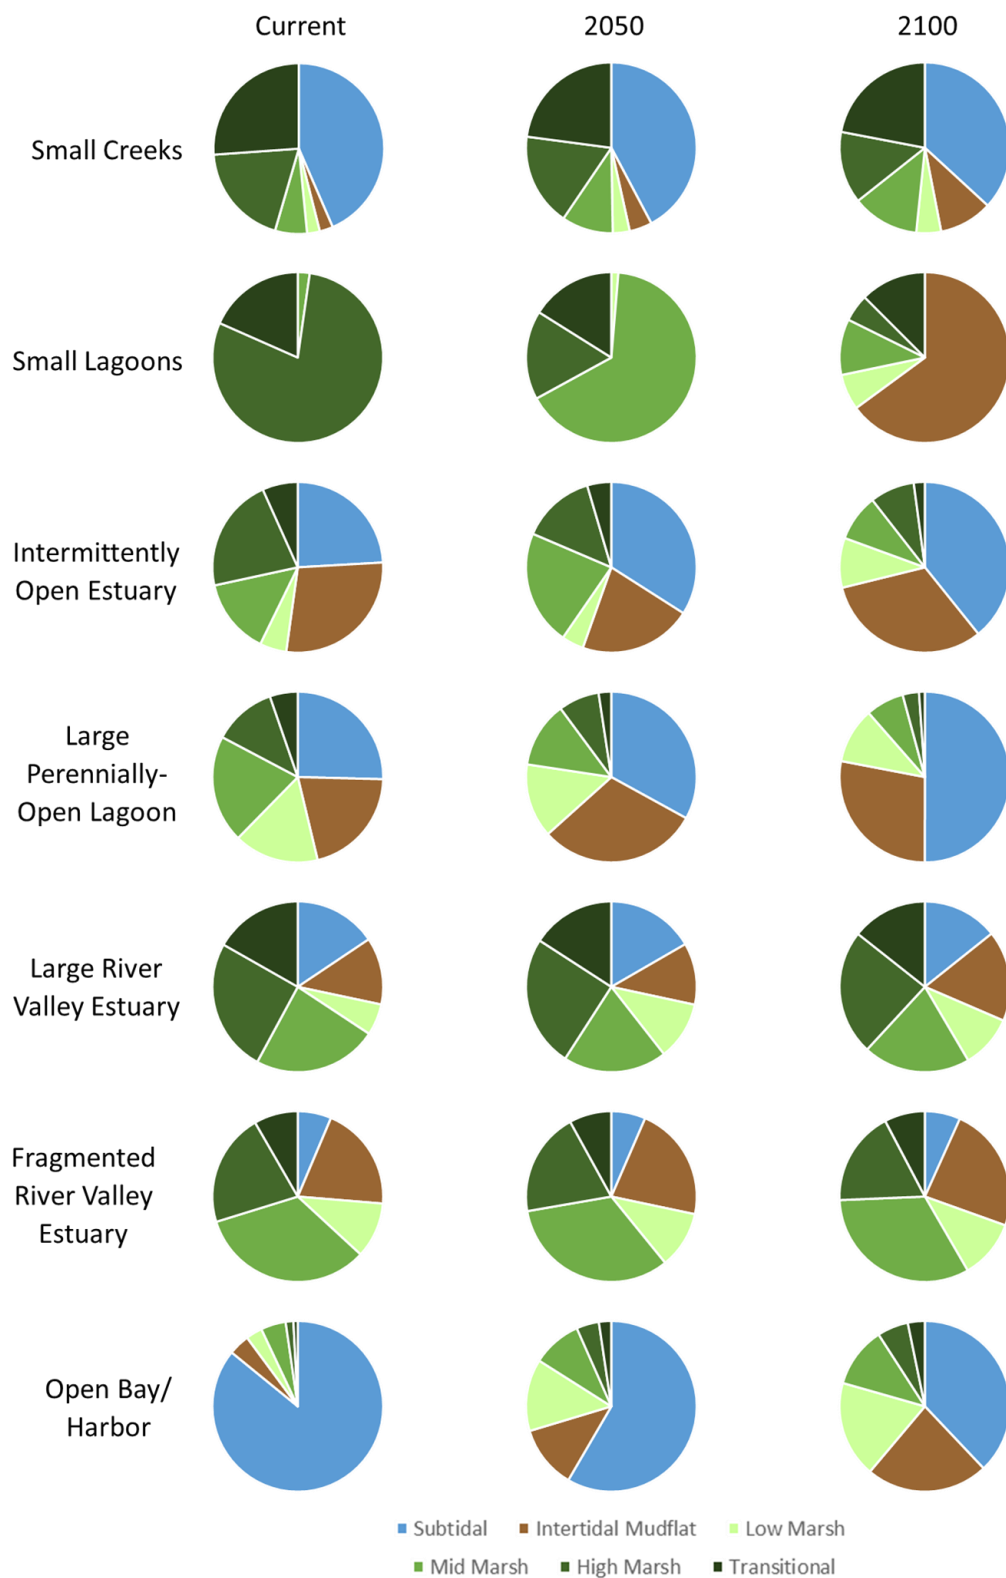 Current 2050 2100
Small Creeks
Small Lagoons
Intermittently
Open Estuary
Large
Perennially-
Open Lagoon
Large River
Valley Estuary
Fragmented
River Valley
Estuary
Open Bay/
Harbor
Subtidal Intertidal Mudflat Low Marsh
Mid Marsh High Marsh Transitional